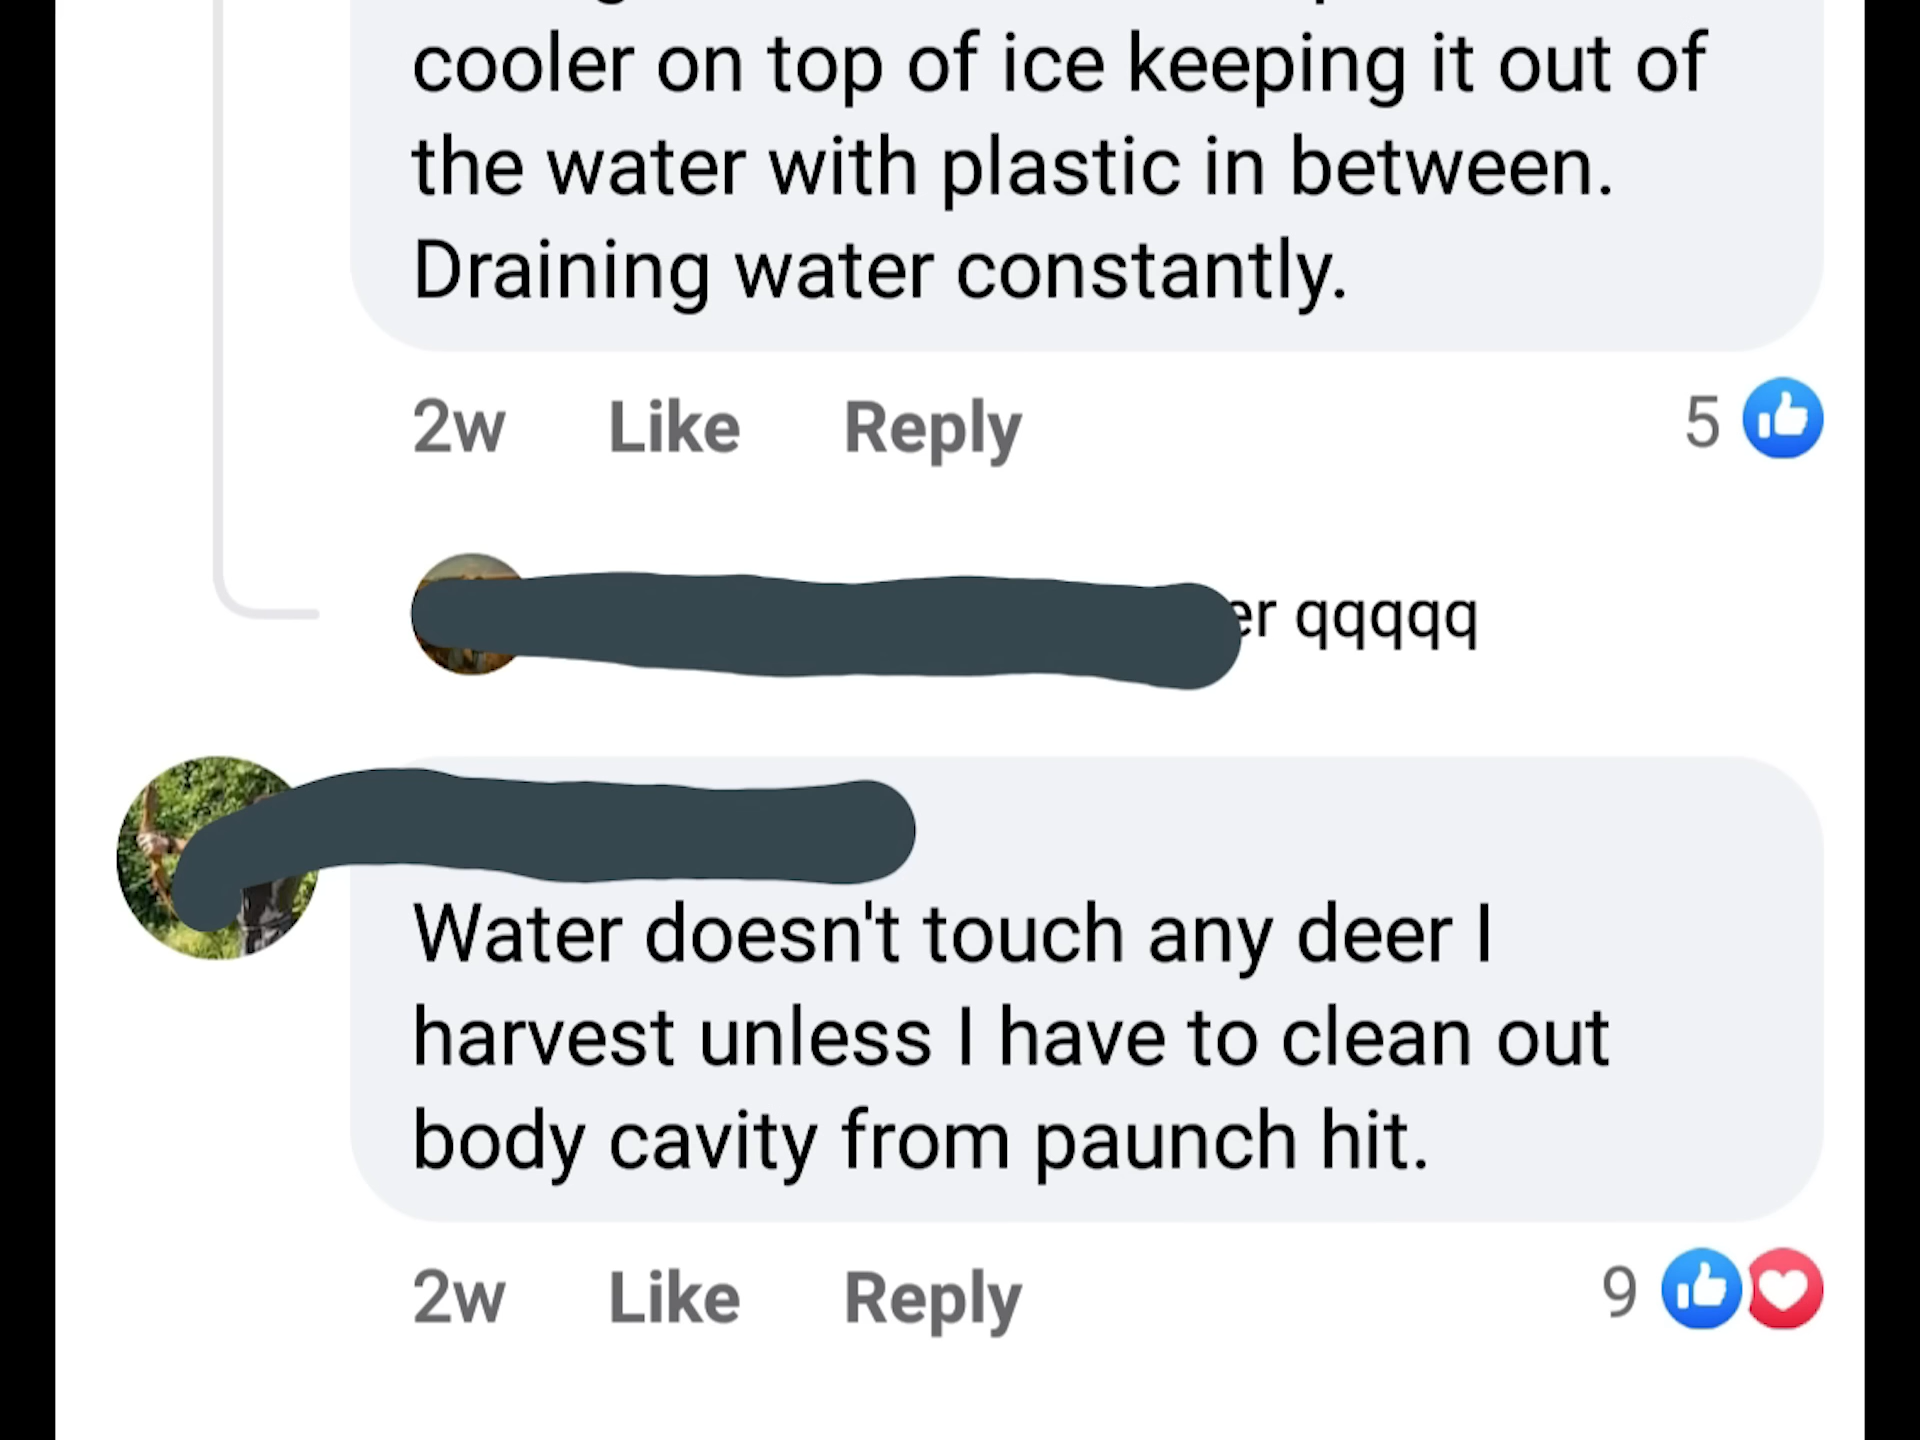 cooler on top of ice keeping it out of
the water with plastic in between.
Draining water constantly.
2w Like Reply 5
er qqqqq
Water doesn't touch any deer I
harvest unless I have to clean out
body cavity from paunch hit.
2w Like Reply 9